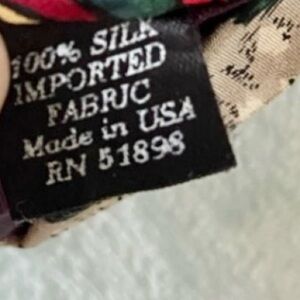 100% SILK
IMPORTED
FABRIC
Made in USA
RN 51898